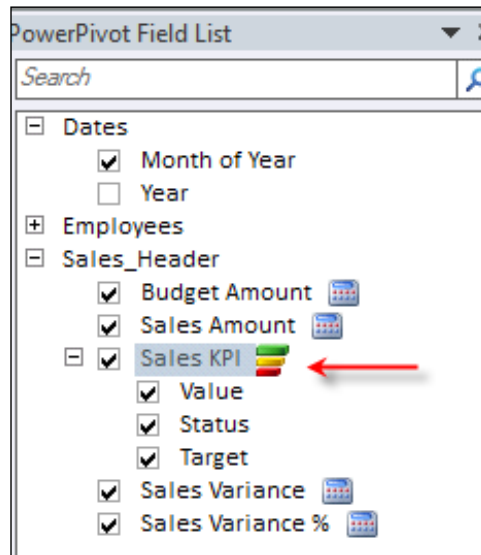 PowerPivot Field List
Search
Dates
Month of Year
Year
Employees
Sales_Header
Budget Amount
Sales Amount
Sales KPI
Value
Status
Target
Sales Variance
Sales Variance %